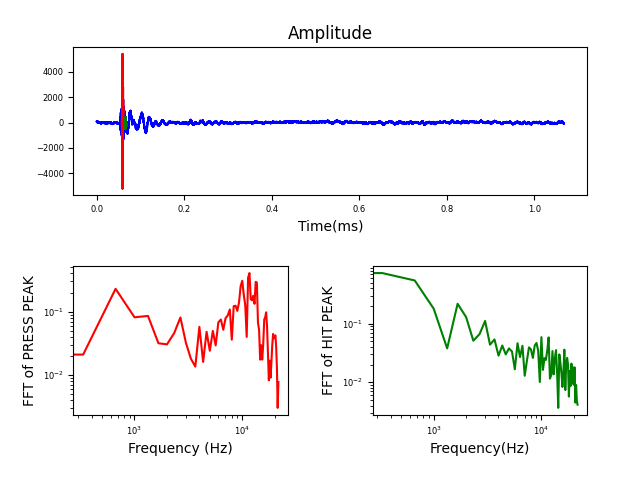 Amplitude
4000
2000
0
−2000
−4000
0.0 0.2 0.4 0.6 0.8 1.0
Time(ms)
FFT of PRESS PEAK
10⁻¹
10⁻²
10³ 10⁴
Frequency (Hz)
FFT of HIT PEAK
10⁻¹
10⁻²
10³ 10⁴
Frequency(Hz)